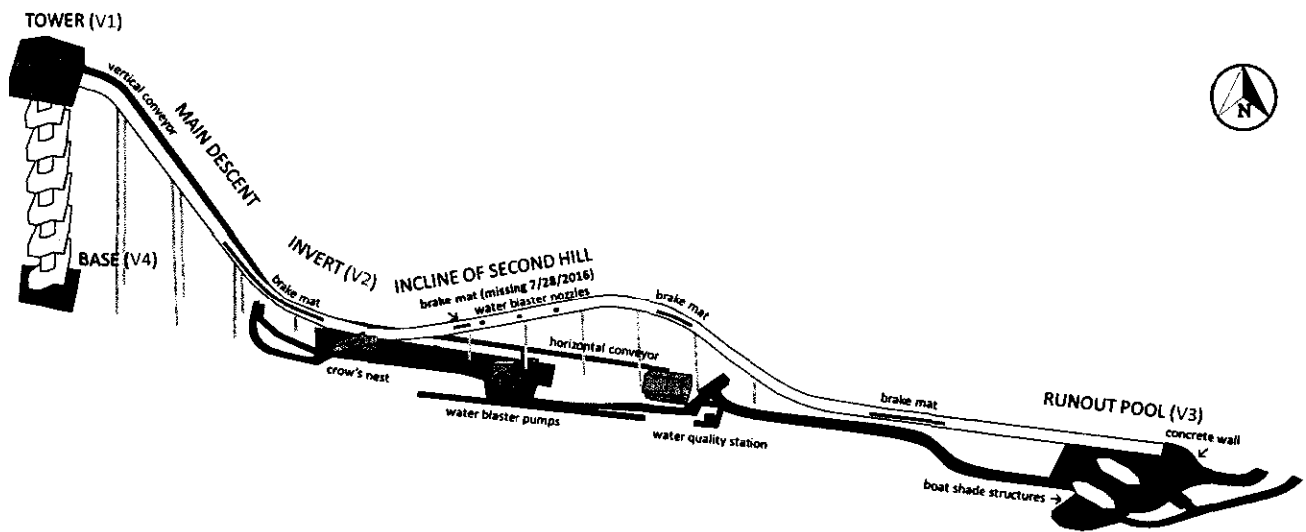 TOWER (V1)
vertical conveyor
MAIN DESCENT
N
BASE (V4)
INVERT (V2)
brake mat
INCLINE OF SECOND HILL
brake mat (missing 7/28/2016)
water blaster nozzles
brake mat
horizontal conveyor
crow's nest
water blaster pumps
water quality station
brake mat
RUNOUT POOL (V3)
concrete wall
boat shade structures